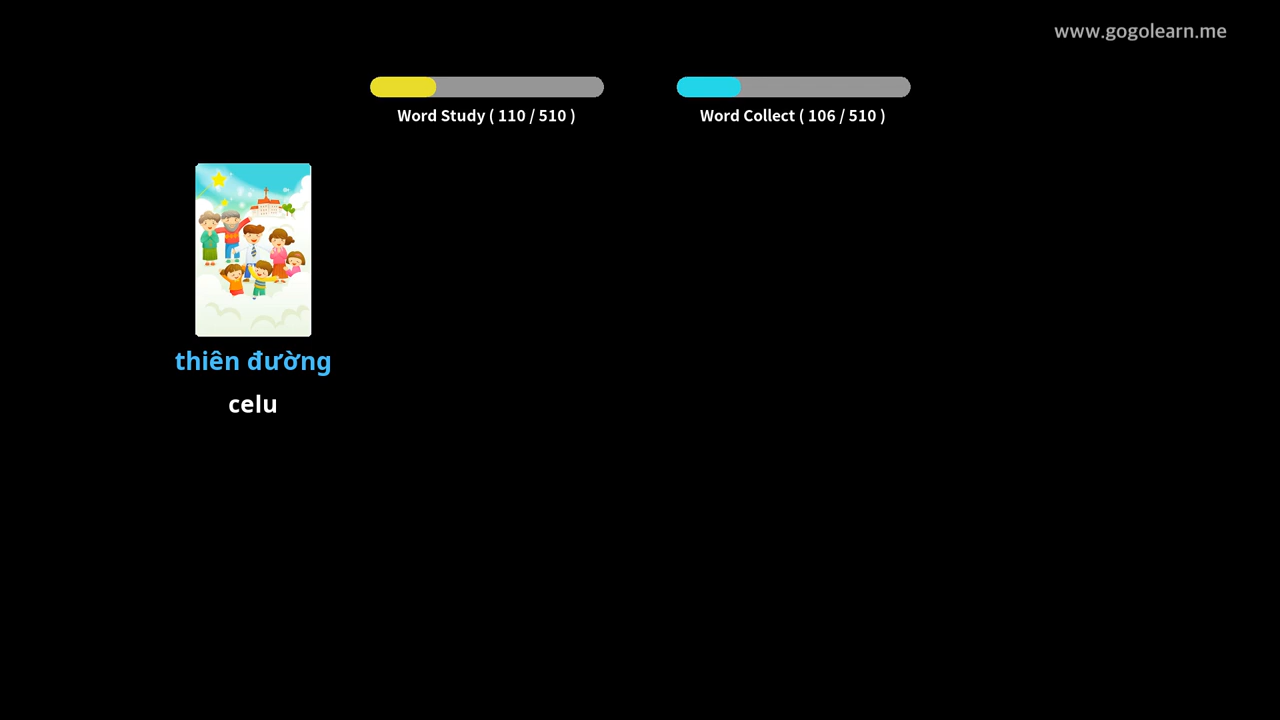 www.gogolearn.me
Word Study ( 110 / 510 )
Word Collect ( 106 / 510 )
thiên đường
celu